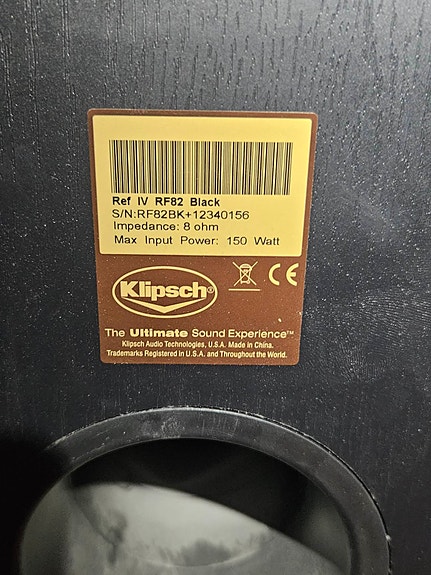 Ref IV RF82 Black
S/N:RF82BK+12340156
Impedance: 8 ohm
Max Input Power: 150 Watt
Klipsch®
The Ultimate Sound Experience™
Klipsch Audio Technologies, U.S.A. Made in China.
Trademarks Registered in U.S.A. and Throughout the World.